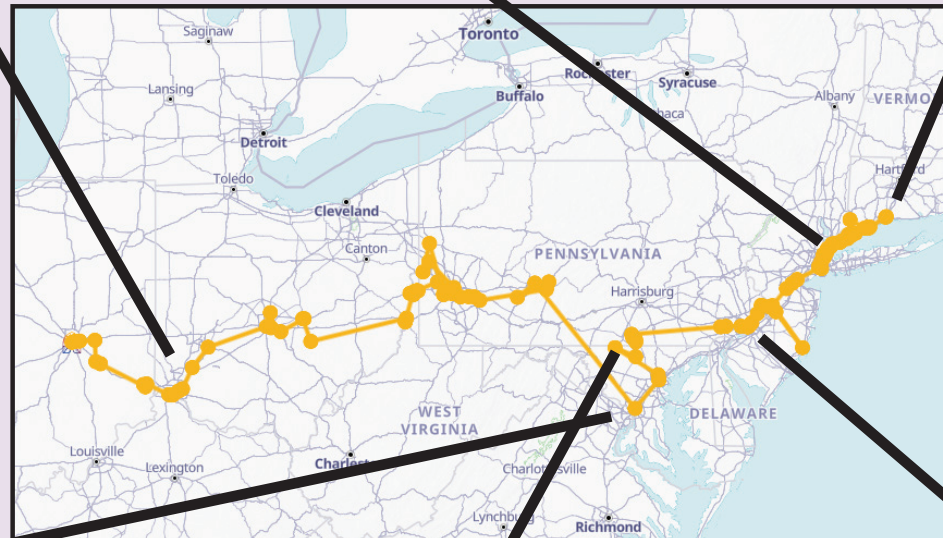 Saginaw
Toronto
Lansing
Rochester
Syracuse
Buffalo
Albany
VERMO
Detroit
Toledo
Hartford
Cleveland
Canton
PENNSYLVANIA
Harrisburg
WEST
VIRGINIA
DELAWARE
Louisville
Lexington
Charlest
Charlottesville
Lynchburg
Richmond